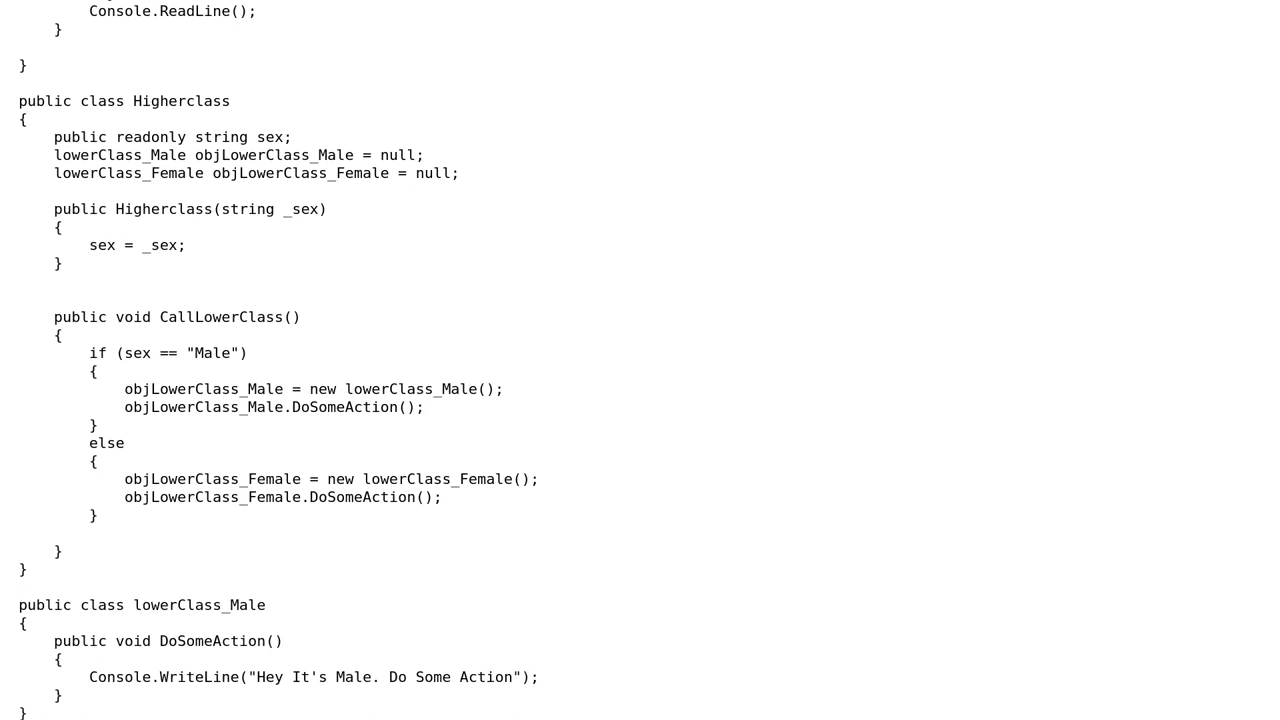 Console.ReadLine();
    }

}

public class Higherclass
{
    public readonly string sex;
    lowerClass_Male objLowerClass_Male = null;
    lowerClass_Female objLowerClass_Female = null;

    public Higherclass(string _sex)
    {
        sex = _sex;
    }


    public void CallLowerClass()
    {
        if (sex == "Male")
        {
            objLowerClass_Male = new lowerClass_Male();
            objLowerClass_Male.DoSomeAction();
        }
        else
        {
            objLowerClass_Female = new lowerClass_Female();
            objLowerClass_Female.DoSomeAction();
        }

    }
}

public class lowerClass_Male
{
    public void DoSomeAction()
    {
        Console.WriteLine("Hey It's Male. Do Some Action");
    }
}